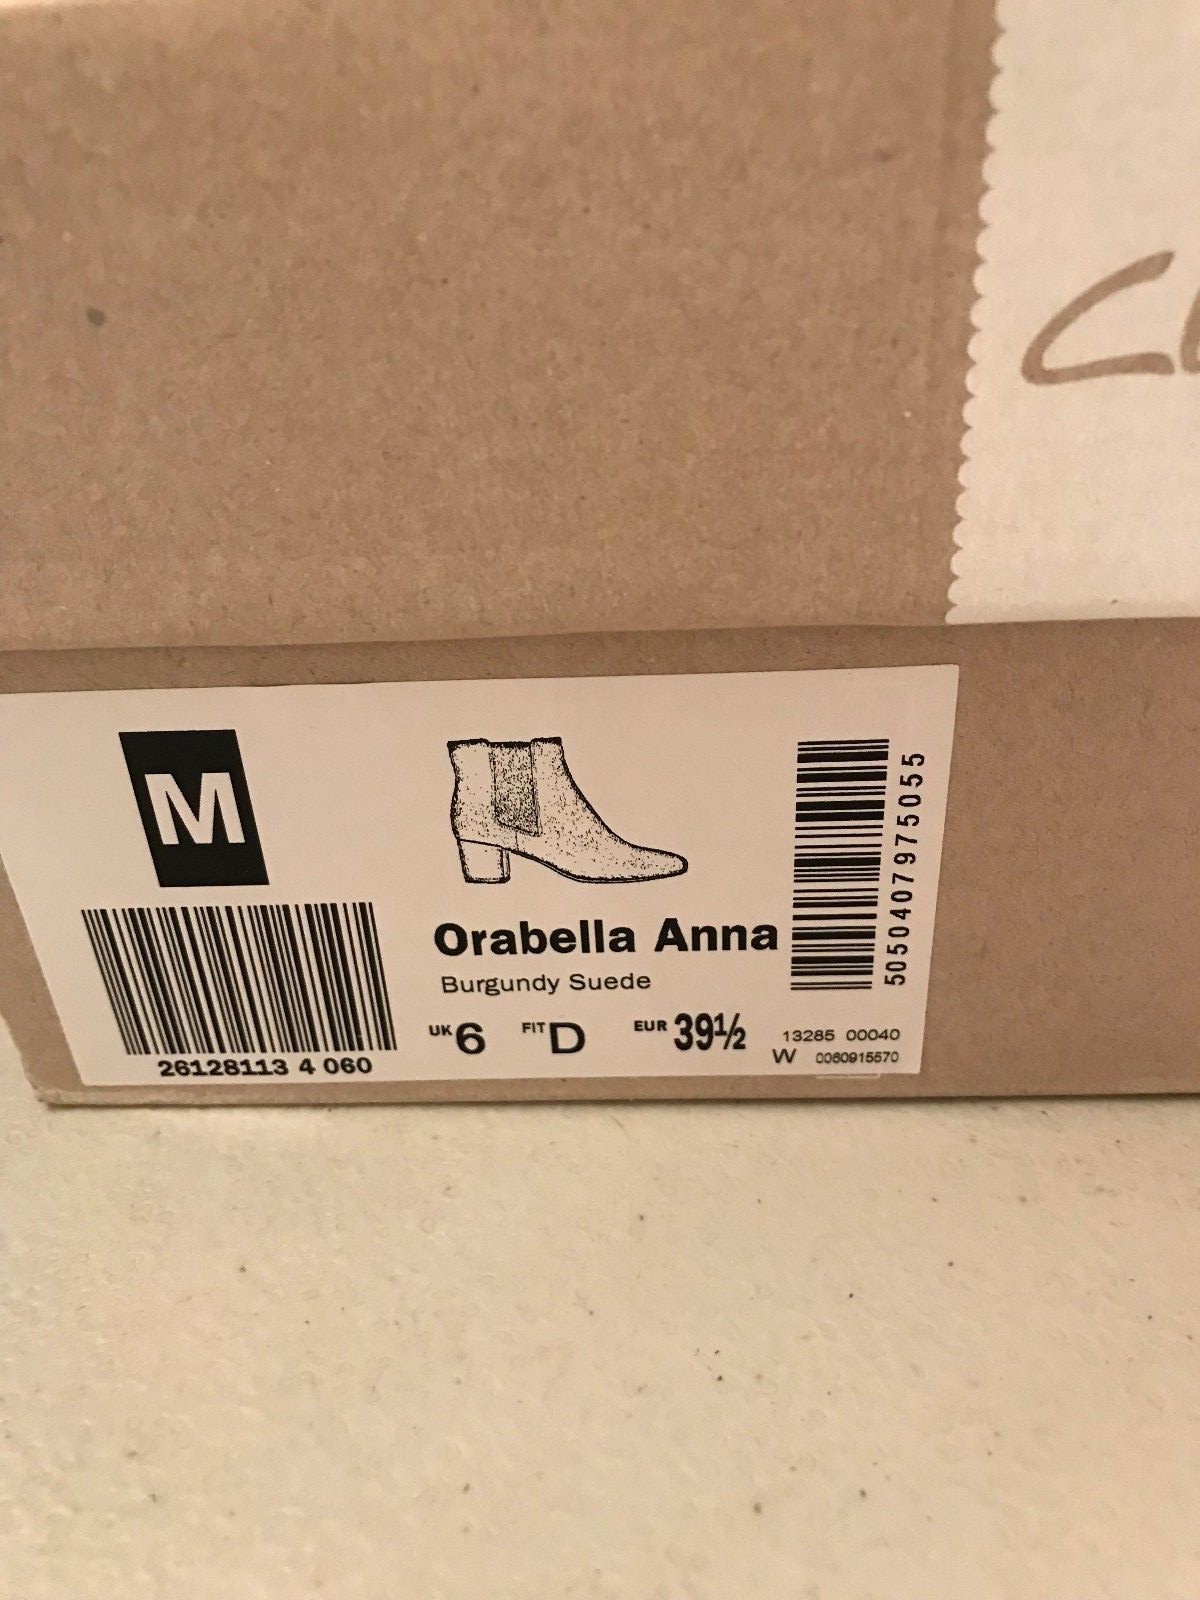 M
26128113 4 060
Orabella Anna
Burgundy Suede
UK 6 FIT D EUR 39½
5050407975055
13285 00040
W 0060915570